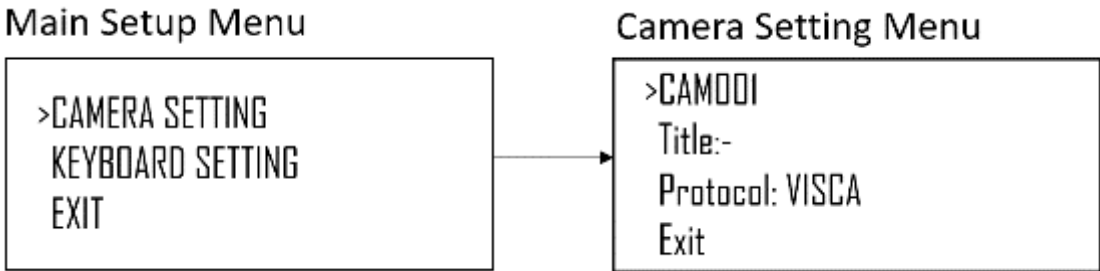 Main Setup Menu
>CAMERA SETTING
KEYBOARD SETTING
EXIT
Camera Setting Menu
>CAM001
Title:-
Protocol: VISCA
Exit